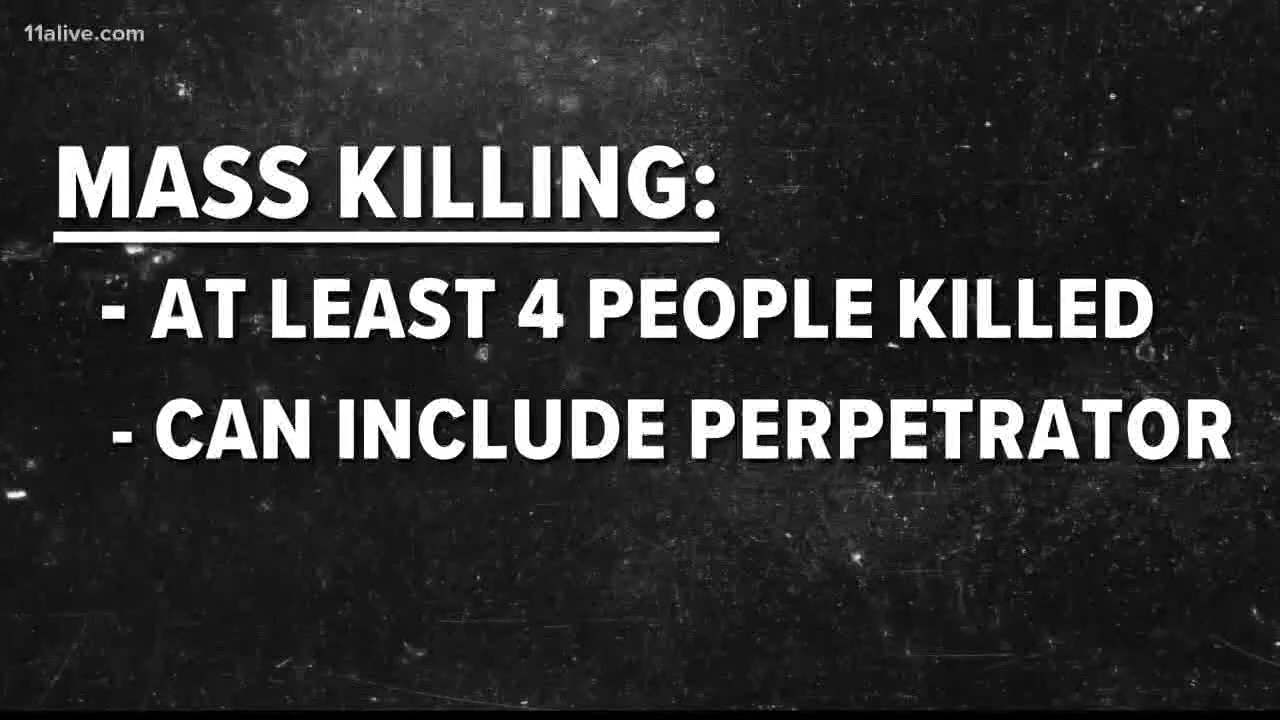 11alive.com
MASS KILLING:
- AT LEAST 4 PEOPLE KILLED
- CAN INCLUDE PERPETRATOR